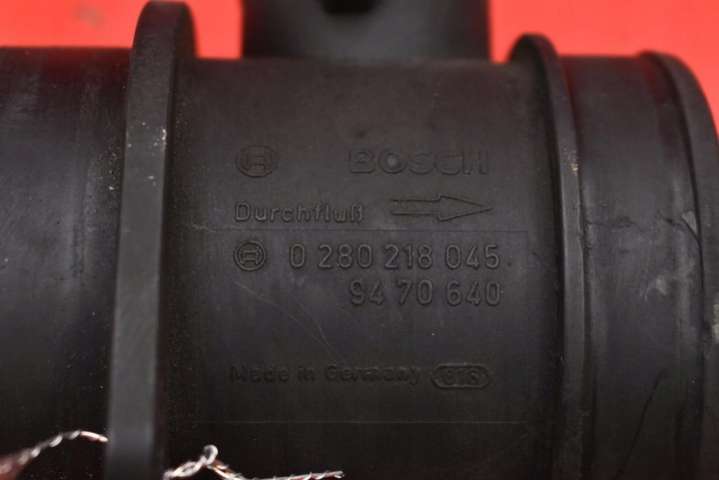 BOSCH
Durchfluß
0 280 218 045
94 70 640
Made in Germany